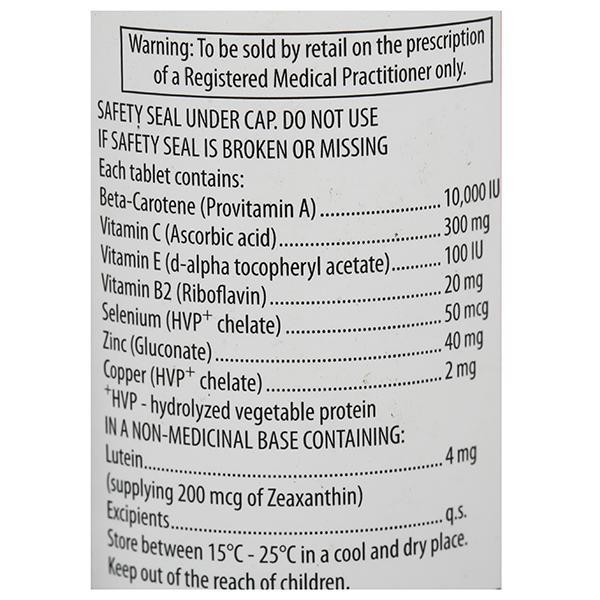 Warning: To be sold by retail on the prescription
of a Registered Medical Practitioner only.
SAFETY SEAL UNDER CAP. DO NOT USE
IF SAFETY SEAL IS BROKEN OR MISSING
Each tablet contains:
Beta-Carotene (Provitamin A) .......................... 10,000 IU
Vitamin C (Ascorbic acid)................................... 300 mg
Vitamin E (d-alpha tocopheryl acetate)........... 100 IU
Vitamin B2 (Riboflavin) ..................................... 20 mg
Selenium (HVP+ chelate) .................................. 50 mcg
Zinc (Gluconate) ................................................ 40 mg
Copper (HVP+ chelate) ...................................... 2 mg
+HVP - hydrolyzed vegetable protein
IN A NON-MEDICINAL BASE CONTAINING:
Lutein................................................................ 4 mg
(supplying 200 mcg of Zeaxanthin)
Excipients.......................................................... q.s.
Store between 15°C - 25°C in a cool and dry place.
Keep out of the reach of children.